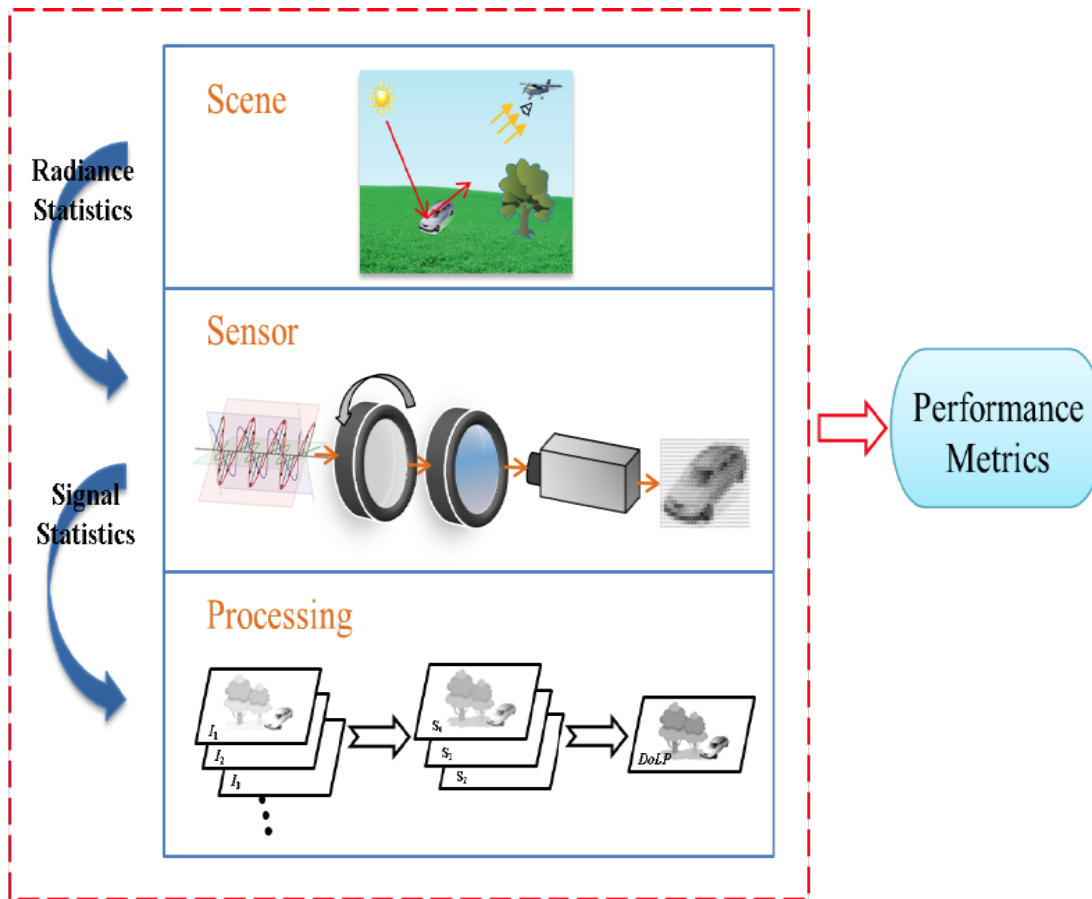 Scene
Radiance
Statistics
Sensor
Performance
Metrics
Signal
Statistics
Processing
I1
I2
I3
S0
S1
S2
DoLP